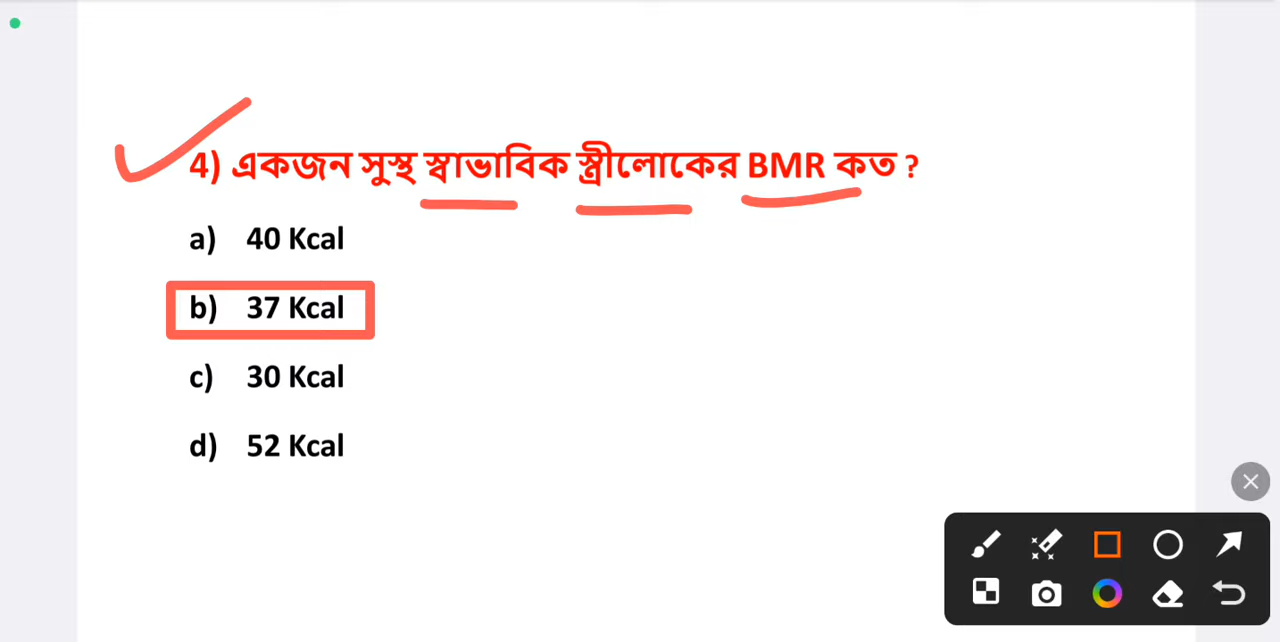 4) একজন সুস্থ স্বাভাবিক স্ত্রীলোকের BMR কত ?
a) 40 Kcal
b) 37 Kcal
c) 30 Kcal
d) 52 Kcal